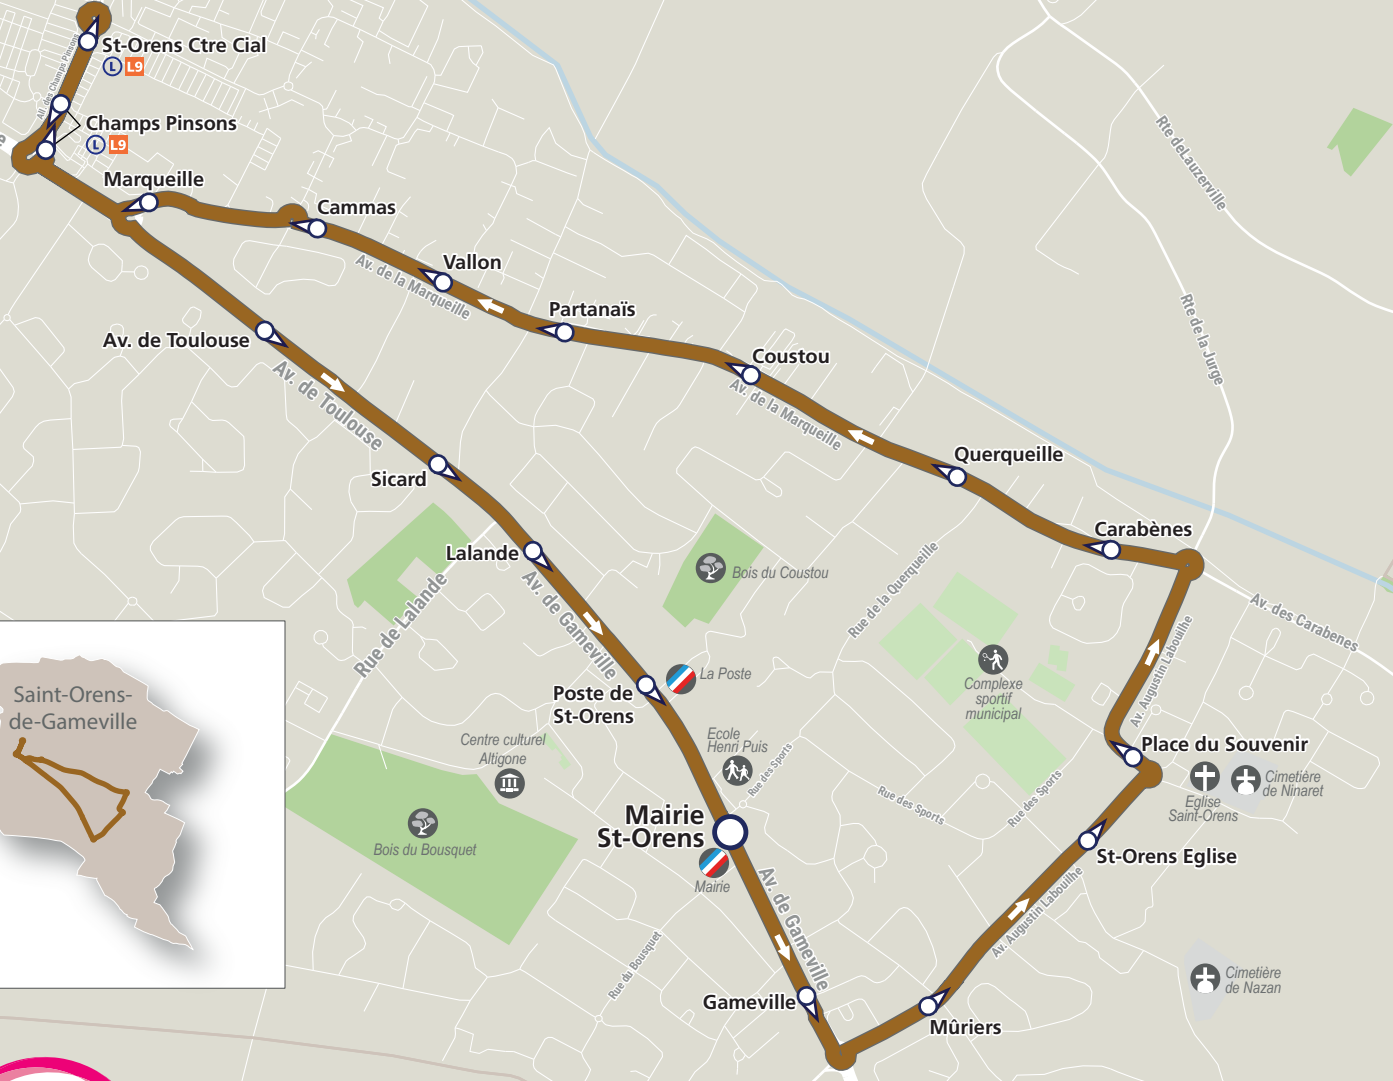 St-Orens Ctre Cial
L L9
All. des Champs Pinsons
Champs Pinsons
L L9
Marqueille
Cammas
Vallon
Av. de la Marqueille
Partanaïs
Av. de Toulouse
Av. de Toulouse
Coustou
Av. de la Marqueille
Rte de Lauzerville
Rte de la Jurge
Querqueille
Sicard
Carabènes
Lalande
Av. de Gameville
Rue de Lalande
Bois du Coustou
Rue de la Querqueille
Av. des Carabenes
Av. Augustin Labouilhe
Complexe
sportif
municipal
La Poste
Poste de
St-Orens
Saint-Orens-
de-Gameville
Centre culturel
Altigone
Ecole
Henri Puis
Rue des Sports
Rue des Sports
Rue des Sports
Place du Souvenir
Eglise
Saint-Orens
Cimetière
de Ninaret
Bois du Bousquet
Mairie
St-Orens
Mairie
Av. de Gameville
St-Orens Eglise
Av. Augustin Labouilhe
Rue du Bousquet
Cimetière
de Nazan
Gameville
Mûriers